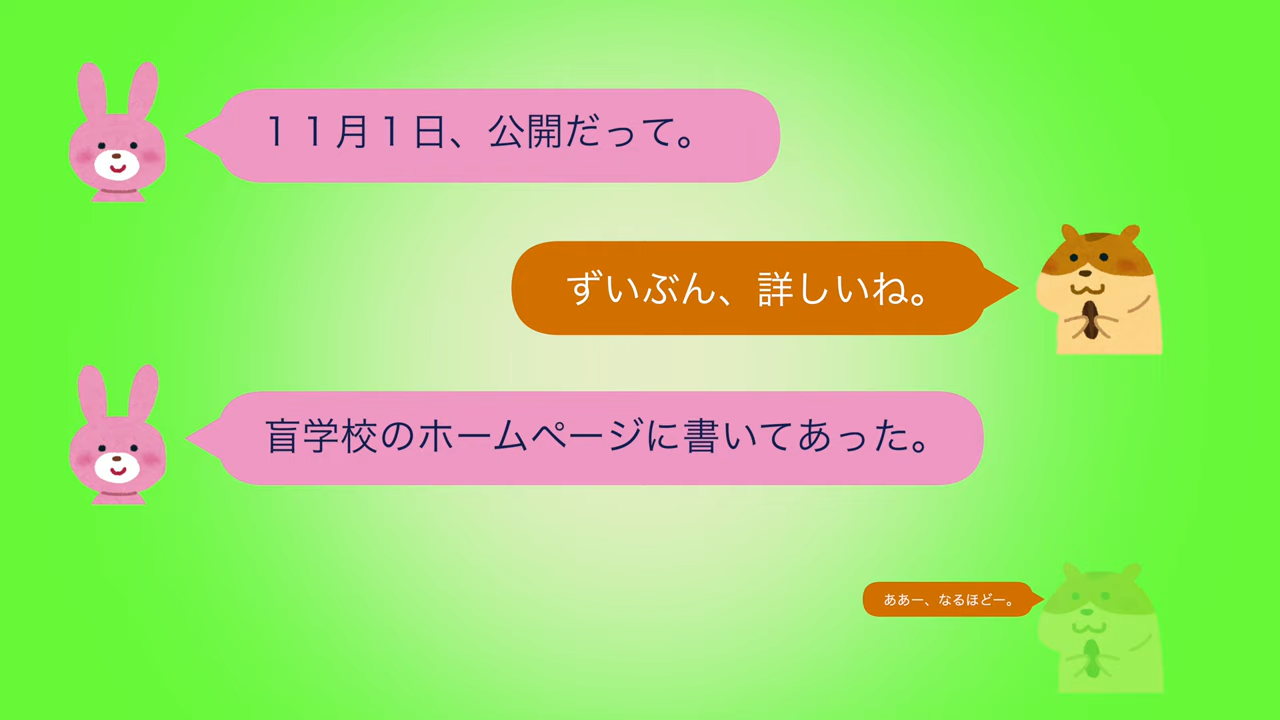 １１月１日、公開だって。
ずいぶん、詳しいね。
盲学校のホームページに書いてあった。
ああー、なるほどー。